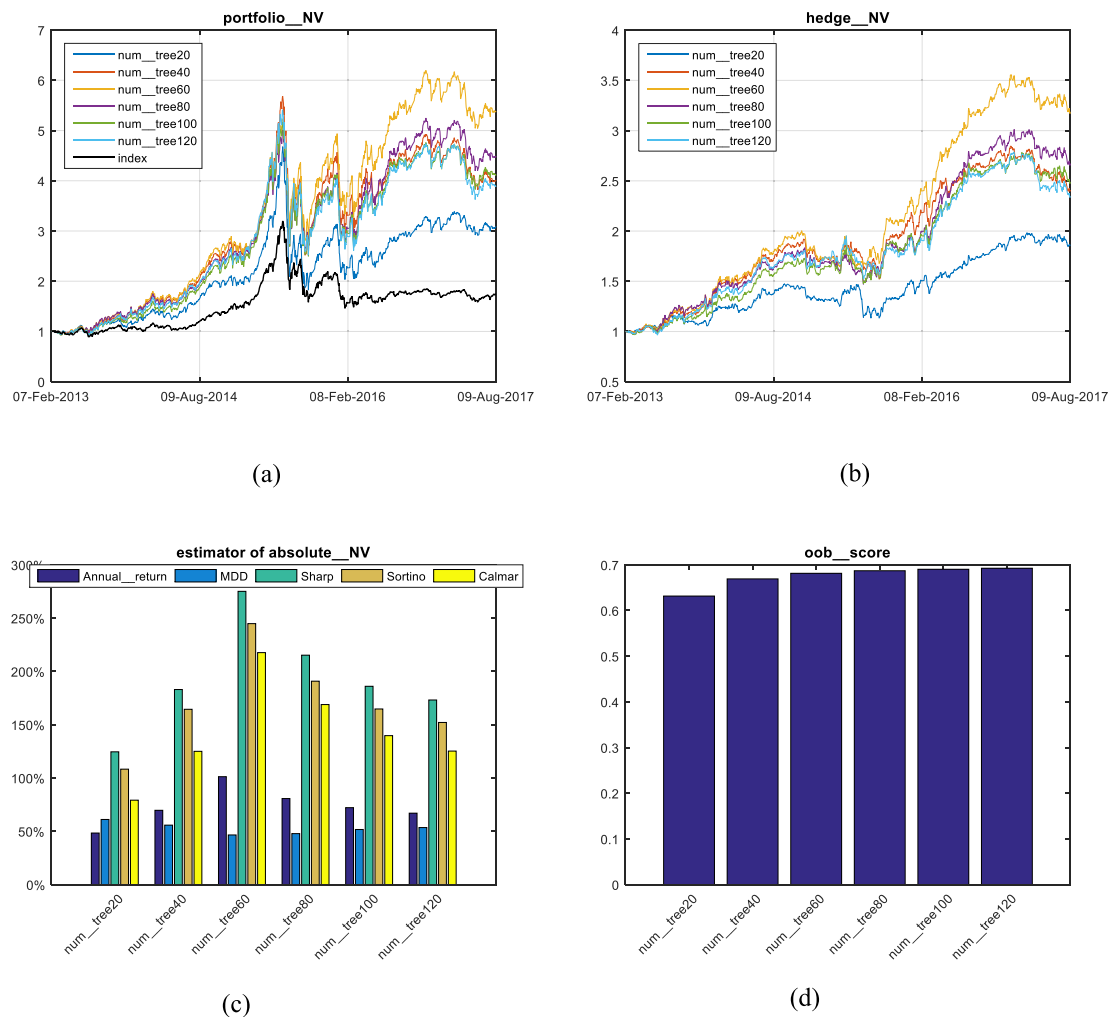 portfolio__NV
7
6
5
4
3
2
1
0
num__tree20
num__tree40
num__tree60
num__tree80
num__tree100
num__tree120
index
07-Feb-2013
09-Aug-2014
08-Feb-2016
09-Aug-2017
(a)
hedge__NV
4
3.5
3
2.5
2
1.5
1
0.5
num__tree20
num__tree40
num__tree60
num__tree80
num__tree100
num__tree120
07-Feb-2013
09-Aug-2014
08-Feb-2016
09-Aug-2017
(b)
estimator of absolute__NV
300%
250%
200%
150%
100%
50%
0%
Annual__return
MDD
Sharp
Sortino
Calmar
num__tree20
num__tree40
num__tree60
num__tree80
num__tree100
num__tree120
(c)
oob__score
0.7
0.6
0.5
0.4
0.3
0.2
0.1
0
num__tree20
num__tree40
num__tree60
num__tree80
num__tree100
num__tree120
(d)